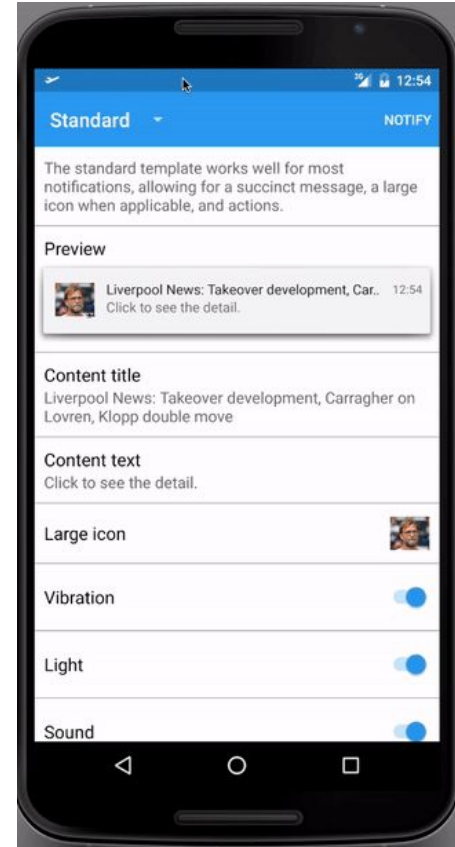 3G 12:54
Standard NOTIFY
The standard template works well for most
notifications, allowing for a succinct message, a large
icon when applicable, and actions.
Preview
Liverpool News: Takeover development, Car.. 12:54
Click to see the detail.
Content title
Liverpool News: Takeover development, Carragher on
Lovren, Klopp double move
Content text
Click to see the detail.
Large icon
Vibration
Light
Sound